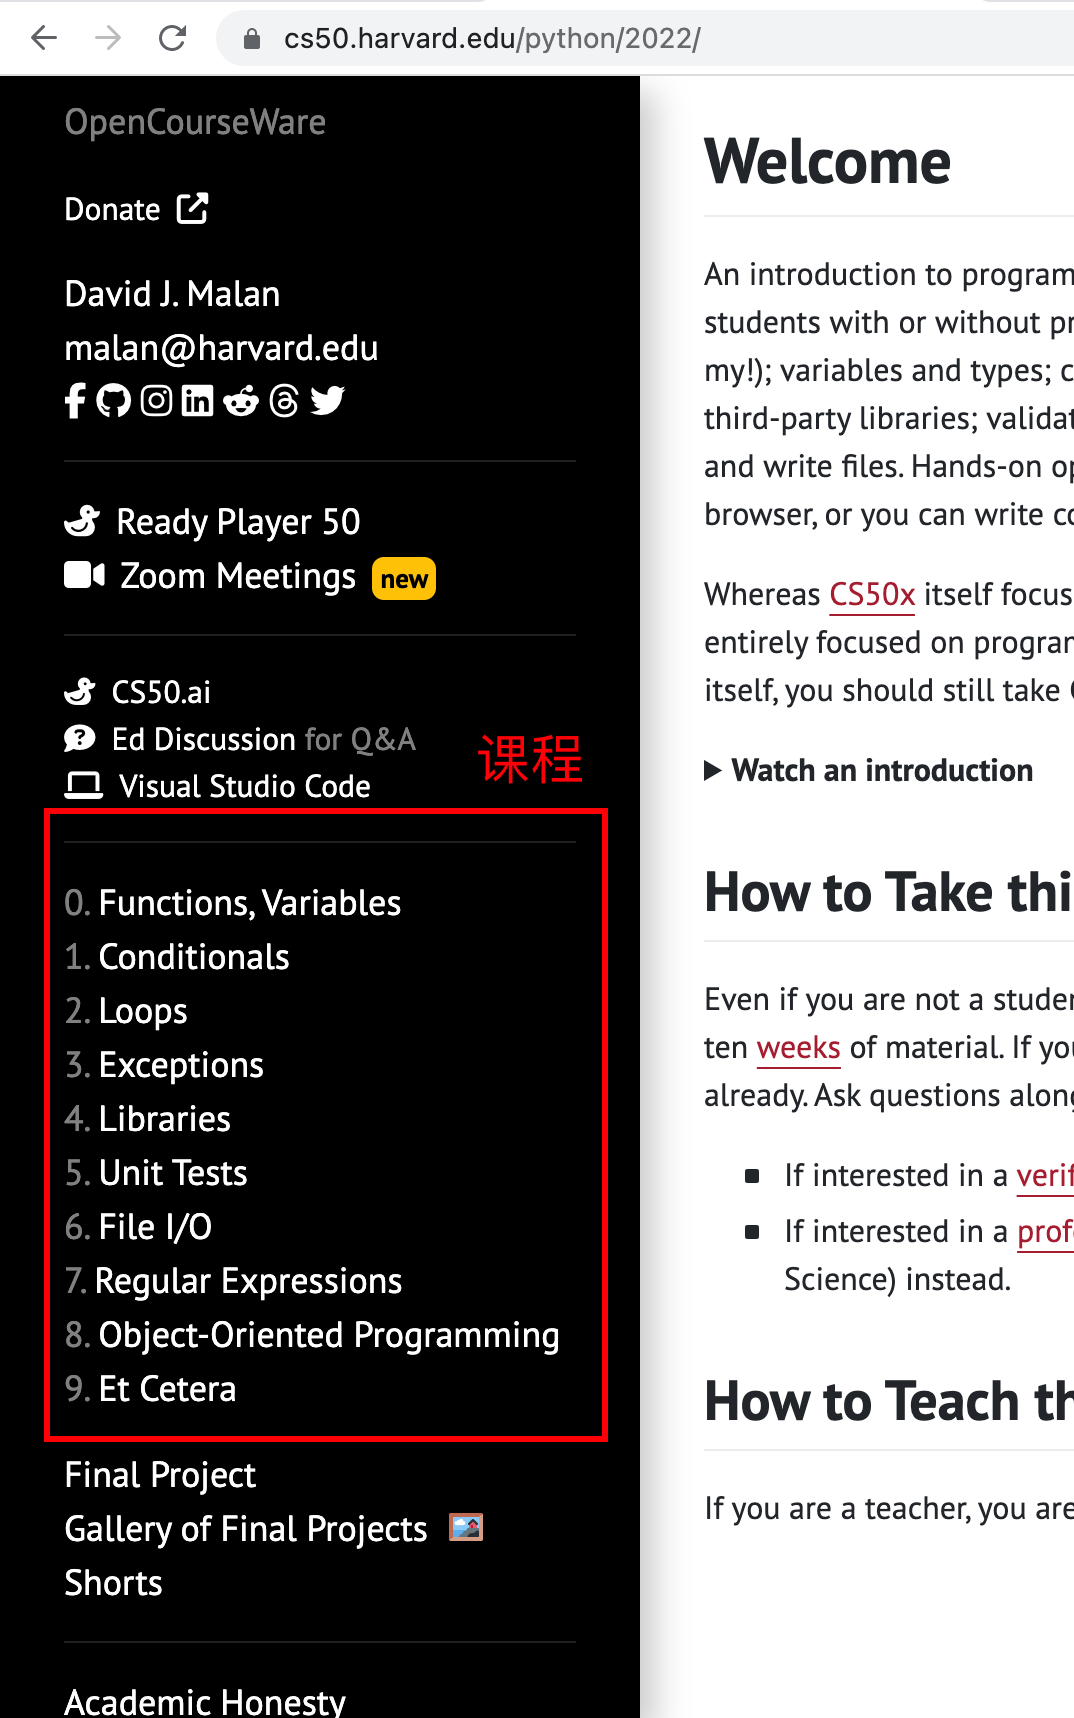 cs50.harvard.edu/python/2022/
OpenCourseWare
Donate
David J. Malan
malan@harvard.edu
Ready Player 50
Zoom Meetings new
CS50.ai
Ed Discussion for Q&A
Visual Studio Code
课程
0. Functions, Variables
1. Conditionals
2. Loops
3. Exceptions
4. Libraries
5. Unit Tests
6. File I/O
7. Regular Expressions
8. Object-Oriented Programming
9. Et Cetera
Final Project
Gallery of Final Projects
Shorts
Academic Honesty
Welcome
An introduction to program
students with or without pr
my!); variables and types; c
third-party libraries; validat
and write files. Hands-on op
browser, or you can write co
Whereas CS50x itself focus
entirely focused on program
itself, you should still take
Watch an introduction
How to Take thi
Even if you are not a studen
ten weeks of material. If you
already. Ask questions along
If interested in a verif
If interested in a prof
Science) instead.
How to Teach th
If you are a teacher, you are